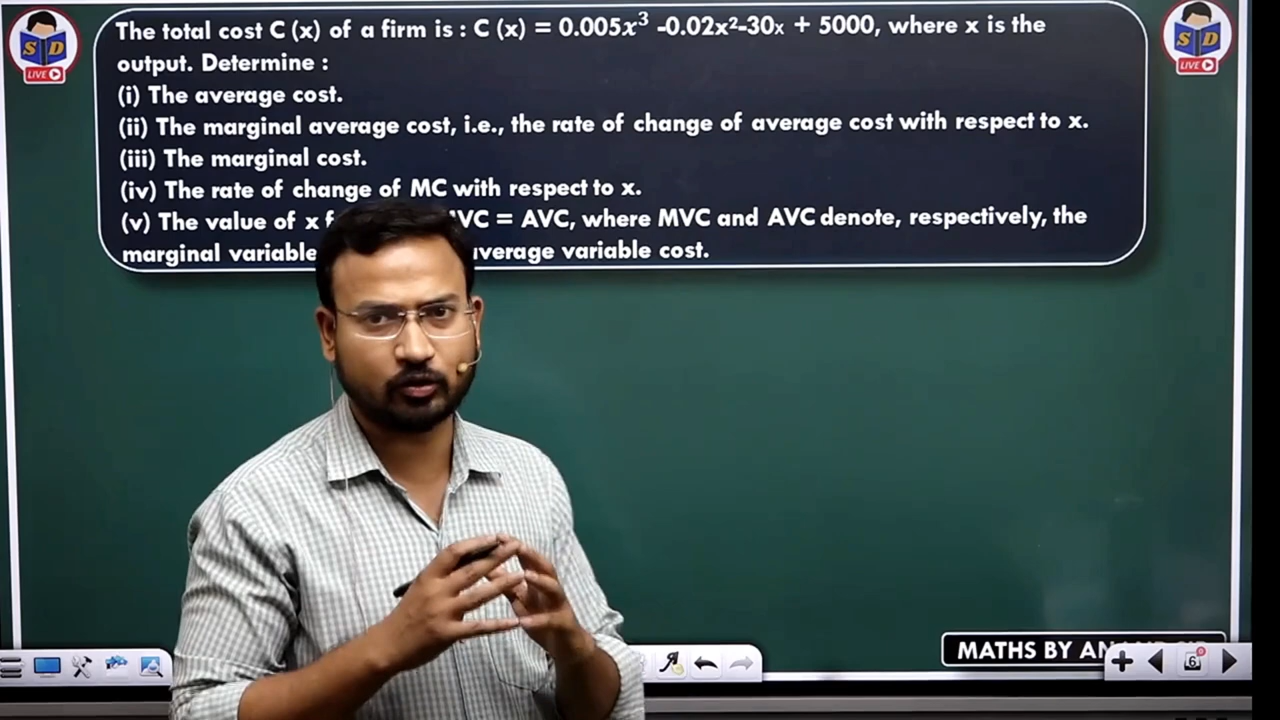 The total cost C (x) of a firm is : C (x) = 0.005x³ -0.02x²-30x + 5000, where x is the
output. Determine :
(i) The average cost.
(ii) The marginal average cost, i.e., the rate of change of average cost with respect to x.
(iii) The marginal cost.
(iv) The rate of change of MC with respect to x.
(v) The value of x VC = AVC, where MVC and AVC denote, respectively, the
marginal variable average variable cost.
S D
LIVE
S D
LIVE
MATHS BY
6